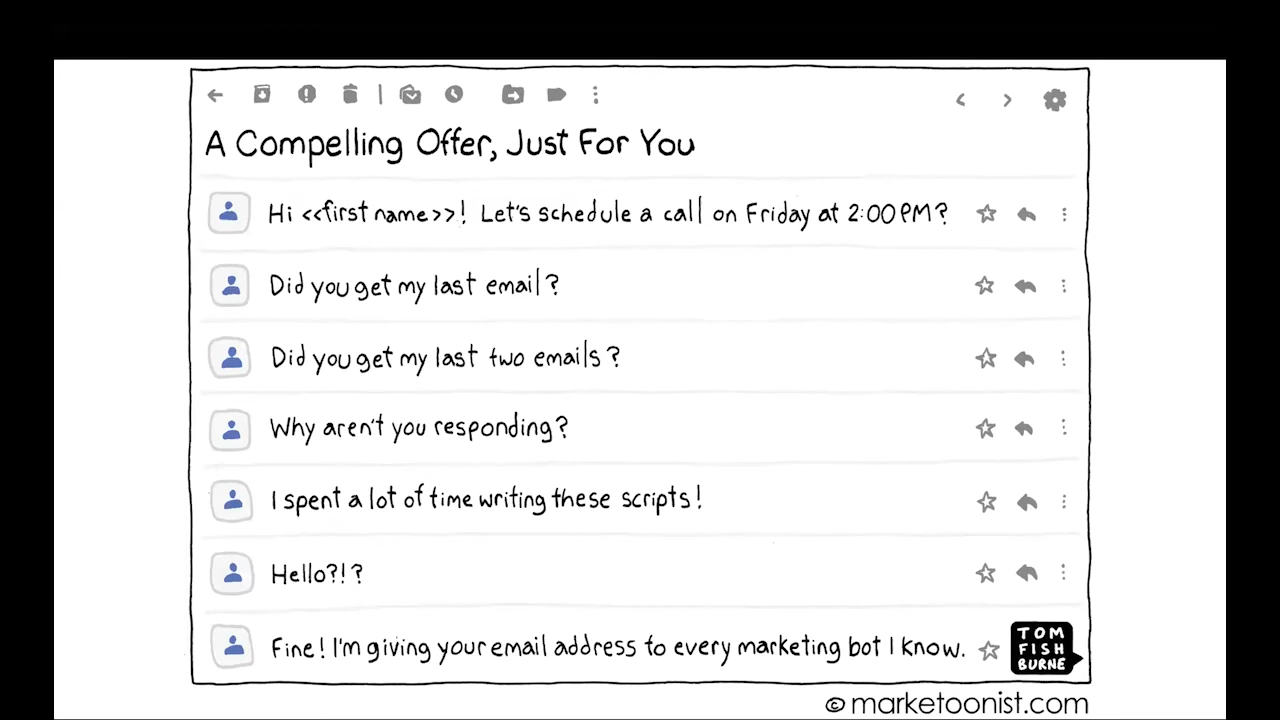 A Compelling Offer, Just For You
Hi <<first name>>! Let's schedule a call on Friday at 2:00 PM?
Did you get my last email?
Did you get my last two emails?
Why aren't you responding?
I spent a lot of time writing these scripts!
Hello?!?
Fine! I'm giving your email address to every marketing bot I know.
TOM
FISH
BURNE
© marketoonist.com